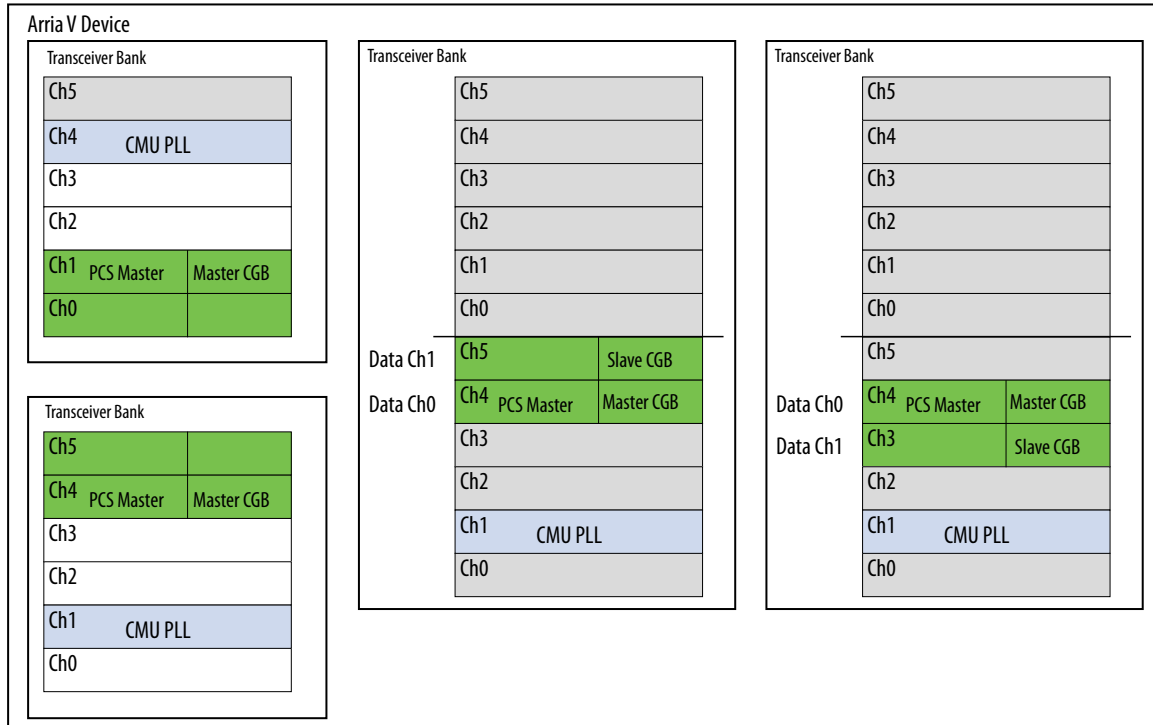 Arria V Device
Transceiver Bank
Ch5
Ch4 CMU PLL
Ch3
Ch2
Ch1 PCS Master Master CGB
Ch0
Transceiver Bank
Ch5
Ch4 PCS Master Master CGB
Ch3
Ch2
Ch1 CMU PLL
Ch0
Transceiver Bank
Ch5
Ch4
Ch3
Ch2
Ch1
Ch0
Data Ch1 Ch5 Slave CGB
Data Ch0 Ch4 PCS Master Master CGB
Ch3
Ch2
Ch1 CMU PLL
Ch0
Transceiver Bank
Ch5
Ch4
Ch3
Ch2
Ch1
Ch0
Ch5
Data Ch0 Ch4 PCS Master Master CGB
Data Ch1 Ch3 Slave CGB
Ch2
Ch1 CMU PLL
Ch0